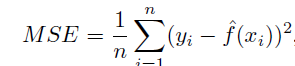 MSE = \frac{1}{n} \sum_{i=1}^{n} (y_i - \hat{f}(x_i))^2,